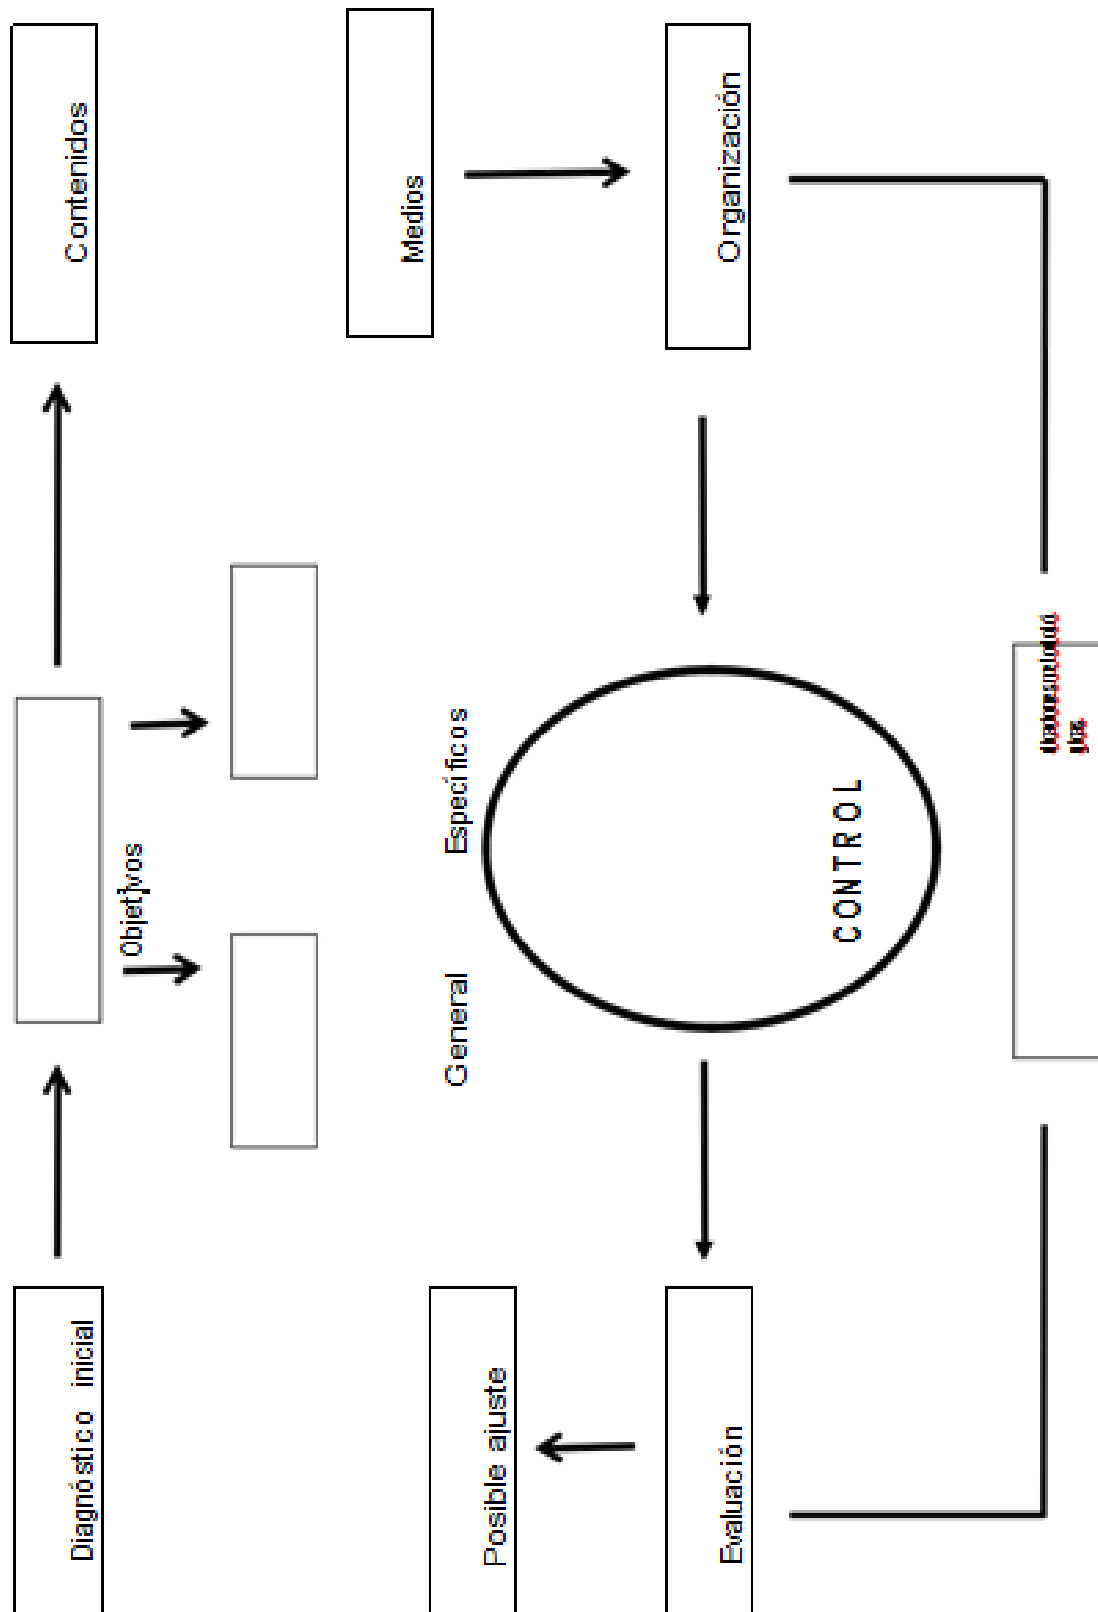 Diagnóstico inicial
Objetivos
Contenidos
General
Específicos
Medios
Posible ajuste
Evaluación
CONTROL
Organización